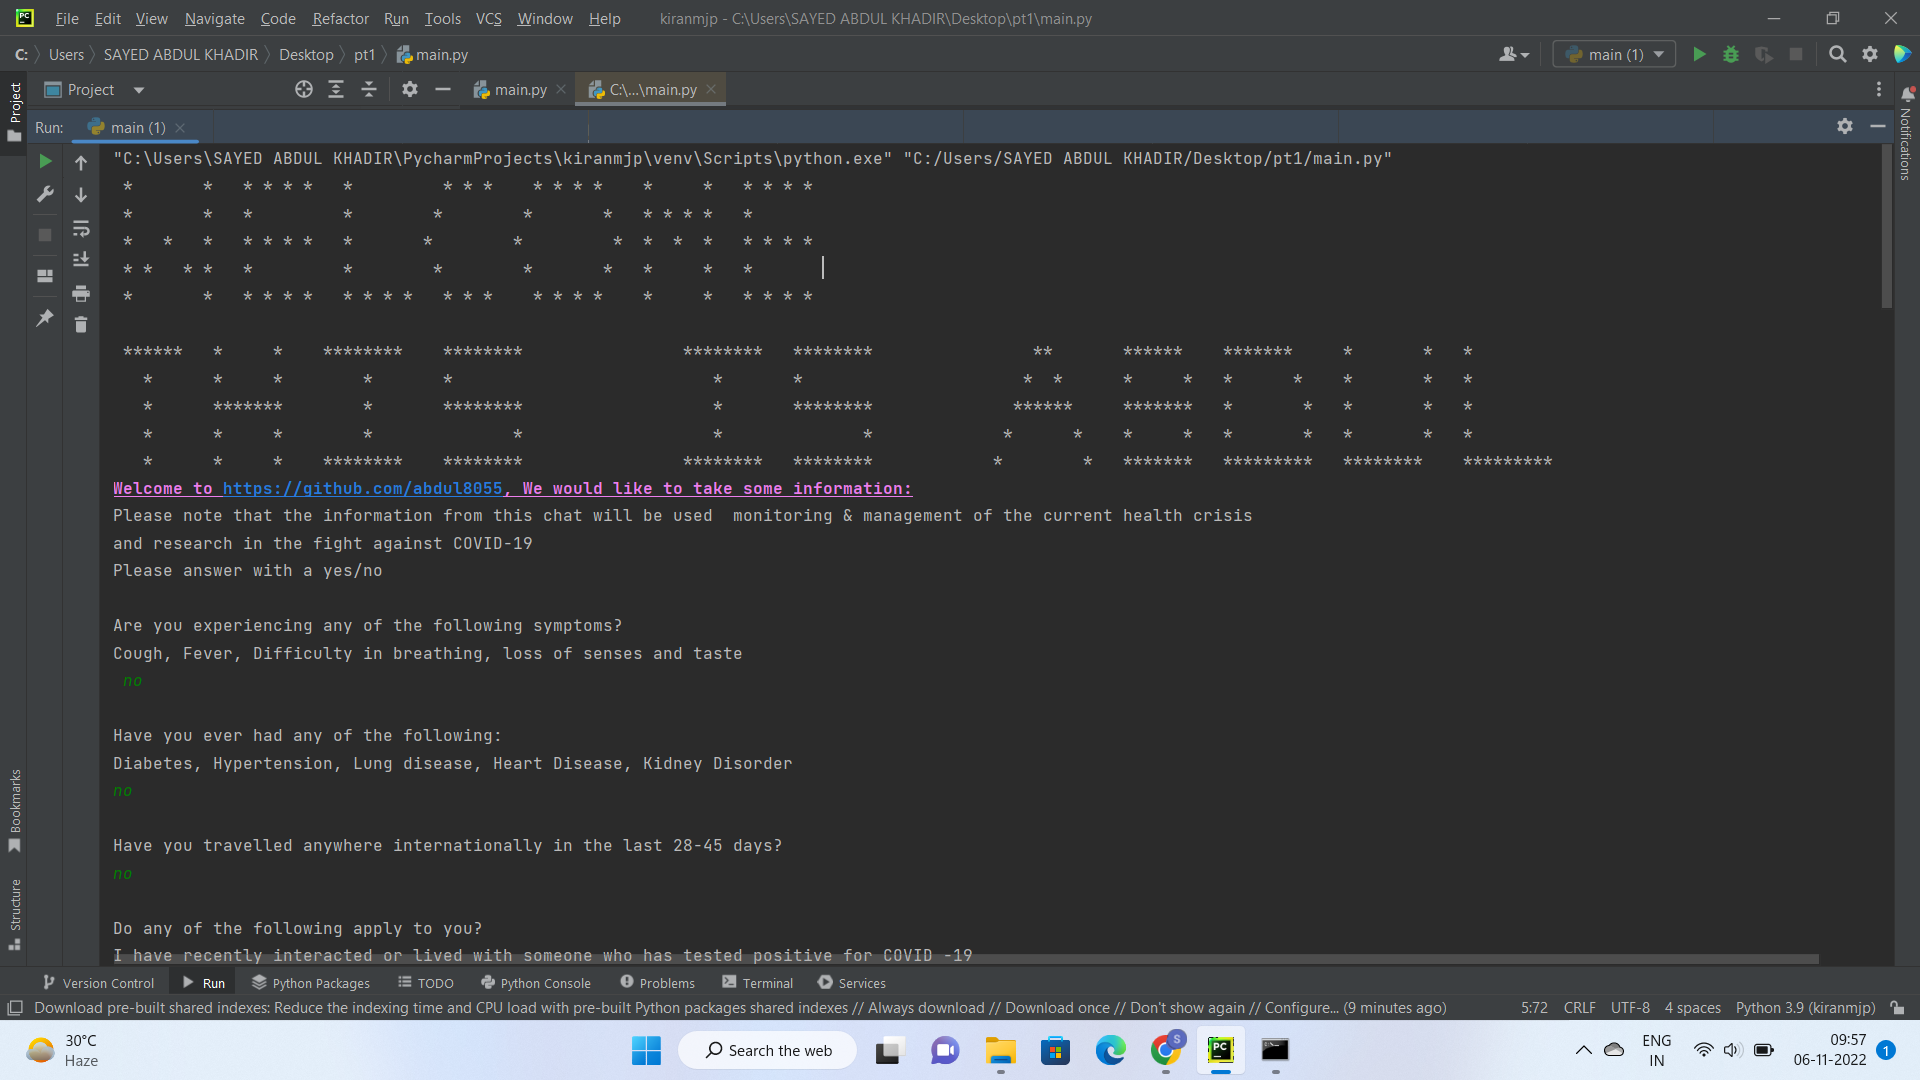 File Edit View Navigate Code Refactor Run Tools VCS Window Help kiranmjp - C:\Users\SAYED ABDUL KHADIR\Desktop\pt1\main.py
C: Users SAYED ABDUL KHADIR Desktop pt1 main.py main (1)
Project main.py C:\...\main.py
Run: main (1)
Project
Notifications
"C:\Users\SAYED ABDUL KHADIR\PycharmProjects\kiranmjp\venv\Scripts\python.exe" "C:/Users/SAYED ABDUL KHADIR/Desktop/pt1/main.py"
WELCOME
THIS IS ABDUL
Welcome to https://github.com/abdul8055, We would like to take some information:
Please note that the information from this chat will be used  monitoring & management of the current health crisis
and research in the fight against COVID-19
Please answer with a yes/no
Are you experiencing any of the following symptoms?
Cough, Fever, Difficulty in breathing, loss of senses and taste
no
Have you ever had any of the following:
Diabetes, Hypertension, Lung disease, Heart Disease, Kidney Disorder
no
Have you travelled anywhere internationally in the last 28-45 days?
no
Do any of the following apply to you?
I have recently interacted or lived with someone who has tested positive for COVID -19
Bookmarks
Structure
Version Control Run Python Packages TODO Python Console Problems Terminal Services
Download pre-built shared indexes: Reduce the indexing time and CPU load with pre-built Python packages shared indexes // Always download // Download once // Don't show again // Configure... (9 minutes ago) 5:72 CRLF UTF-8 4 spaces Python 3.9 (kiranmjp)
30°C
Haze
Search the web
S
PC
ENG
IN
09:57
06-11-2022
1